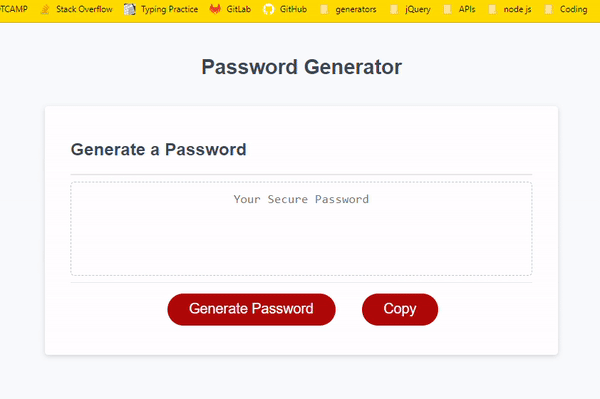 TCAMP Stack Overflow Typing Practice GitLab GitHub generators jQuery APIs node js Coding
Password Generator
Generate a Password
Your Secure Password
Generate Password Copy